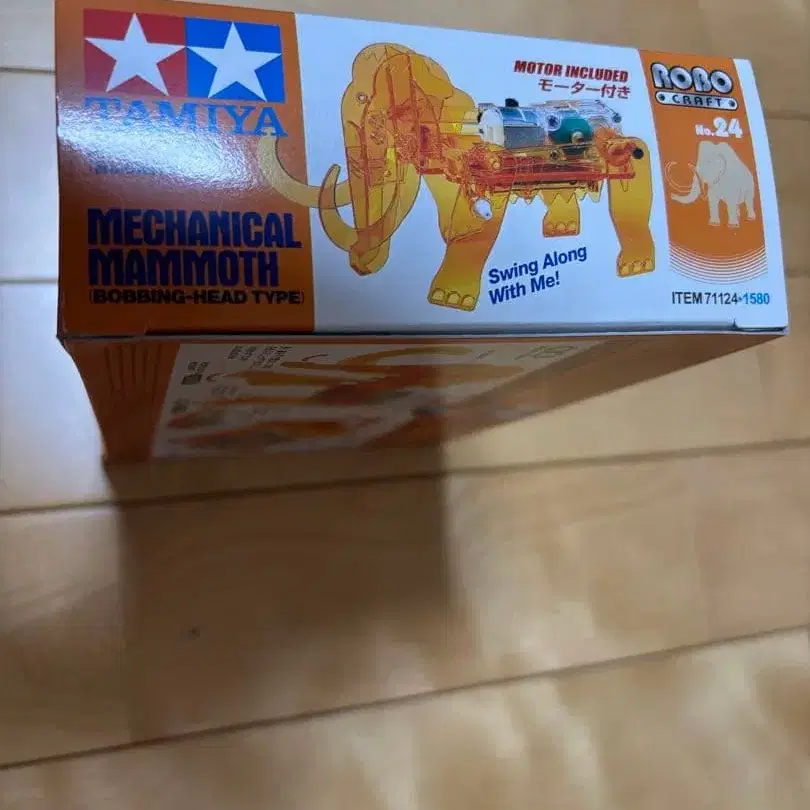 TAMIYA
MECHANICAL
MAMMOTH
(BOBBING-HEAD TYPE)
MOTOR INCLUDED
モーター付き
Swing Along
With Me!
ROBO
CRAFT
No.24
ITEM 71124▸1580